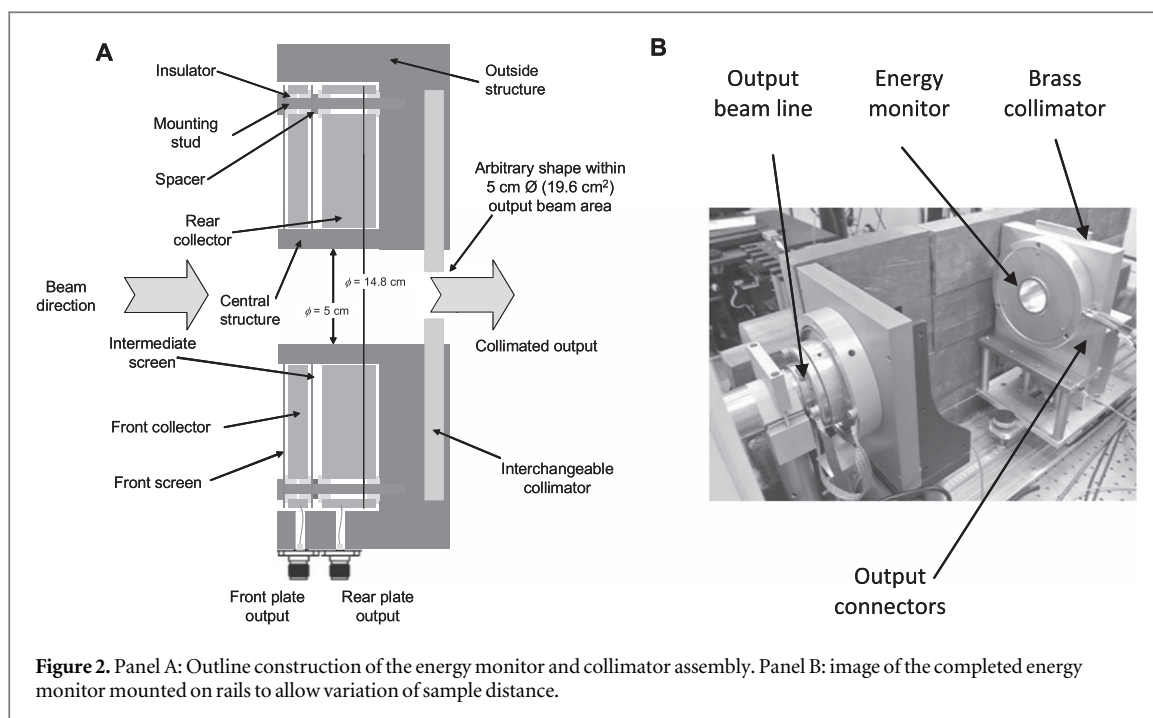 A
Insulator
Mounting
stud
Spacer
Rear
collector
Beam
direction
Central
structure
Intermediate
screen
Front collector
Front screen
Outside
structure
Arbitrary shape within
5 cm Ø (19.6 cm²)
output beam area
ϕ = 14.8 cm
ϕ = 5 cm
Collimated output
Interchangeable
collimator
Front plate
output
Rear plate
output
B
Output
beam line
Energy
monitor
Brass
collimator
Output
connectors
Figure 2. Panel A: Outline construction of the energy monitor and collimator assembly. Panel B: image of the completed energy
monitor mounted on rails to allow variation of sample distance.